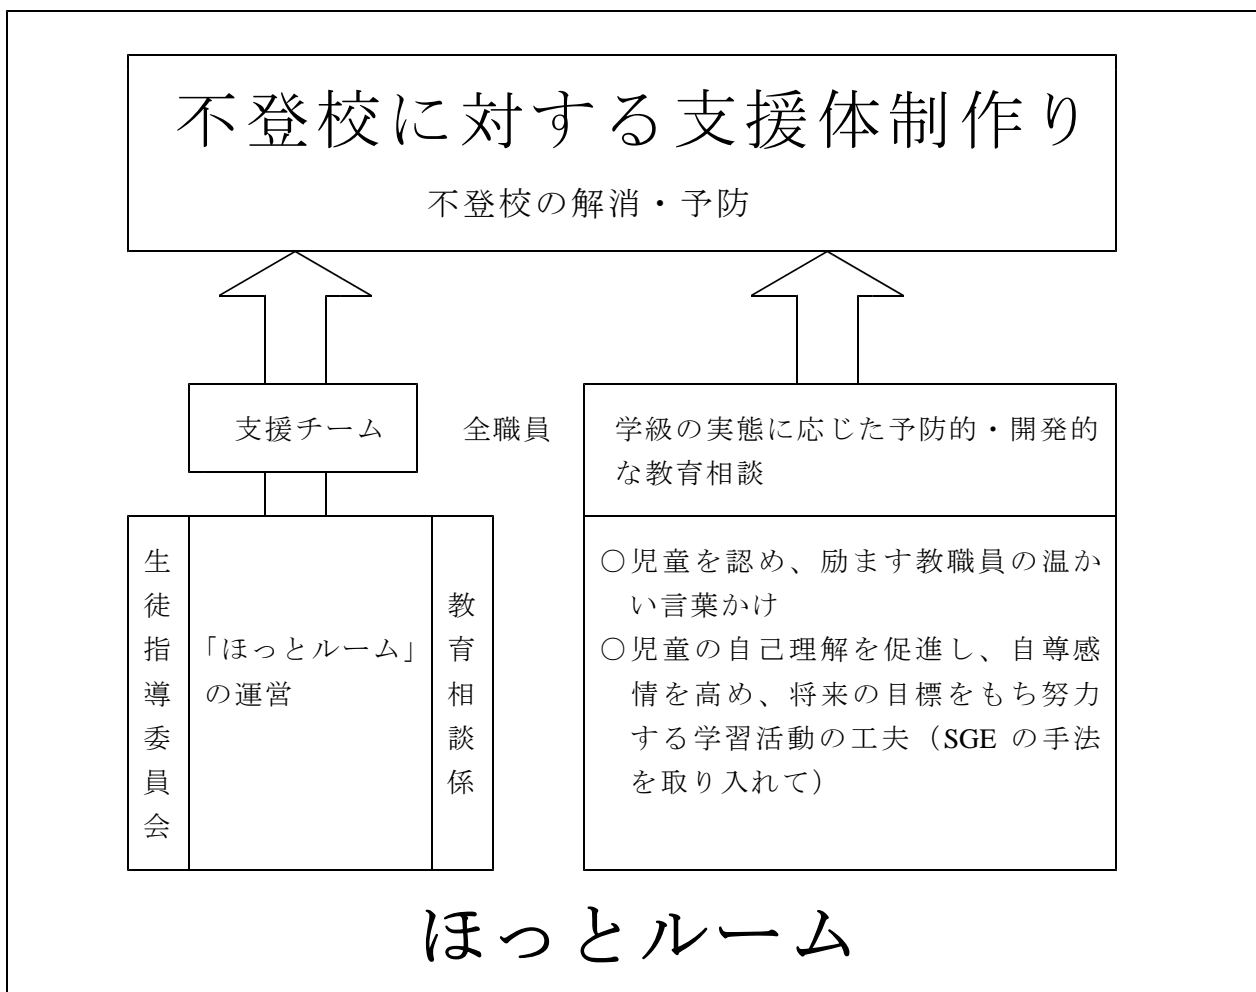 不登校に対する支援体制作り
不登校の解消・予防
支援チーム
全職員
学級の実態に応じた予防的・開発的
な教育相談
生徒指導委員会
「ほっとルーム」
の運営
教育相談係
○児童を認め、励ます教職員の温か
い言葉かけ
○児童の自己理解を促進し、自尊感
情を高め、将来の目標をもち努力
する学習活動の工夫（SGE の手法
を取り入れて）
ほっとルーム